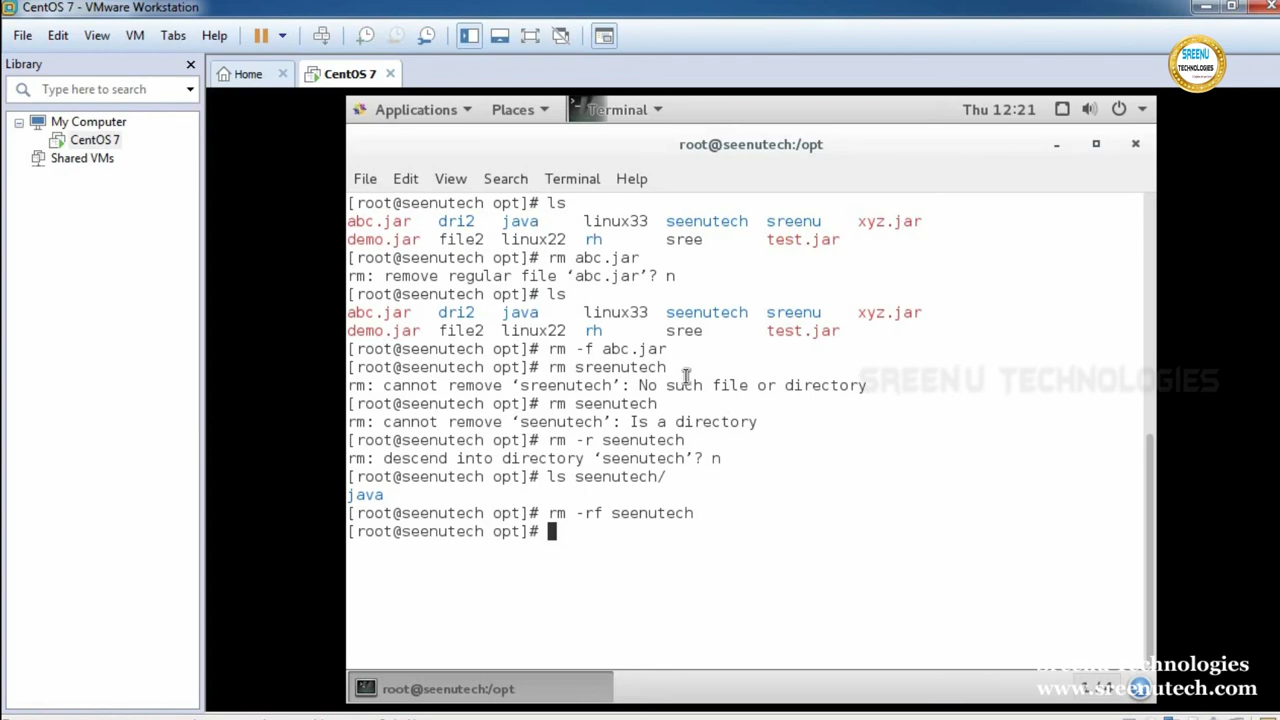 CentOS 7 - VMware Workstation
File Edit View VM Tabs Help
SREENU
TECHNOLOGIES
Library
Home CentOS 7
Type here to search
My Computer
CentOS 7
Shared VMs
Applications Places Terminal Thu 12:21
root@seenutech:/opt
File Edit View Search Terminal Help
[root@seenutech opt]# ls
abc.jar dri2 java linux33 seenutech sreenu xyz.jar
demo.jar file2 linux22 rh sree test.jar
[root@seenutech opt]# rm abc.jar
rm: remove regular file ‘abc.jar’? n
[root@seenutech opt]# ls
abc.jar dri2 java linux33 seenutech sreenu xyz.jar
demo.jar file2 linux22 rh sree test.jar
[root@seenutech opt]# rm -f abc.jar
[root@seenutech opt]# rm sreenutech
rm: cannot remove ‘sreenutech’: No such file or directory
SREENU TECHNOLOGIES
[root@seenutech opt]# rm seenutech
rm: cannot remove ‘seenutech’: Is a directory
[root@seenutech opt]# rm -r seenutech
rm: descend into directory ‘seenutech’? n
[root@seenutech opt]# ls seenutech/
java
[root@seenutech opt]# rm -rf seenutech
[root@seenutech opt]#
Sreenu Technologies
root@seenutech:/opt
www.sreenutech.com